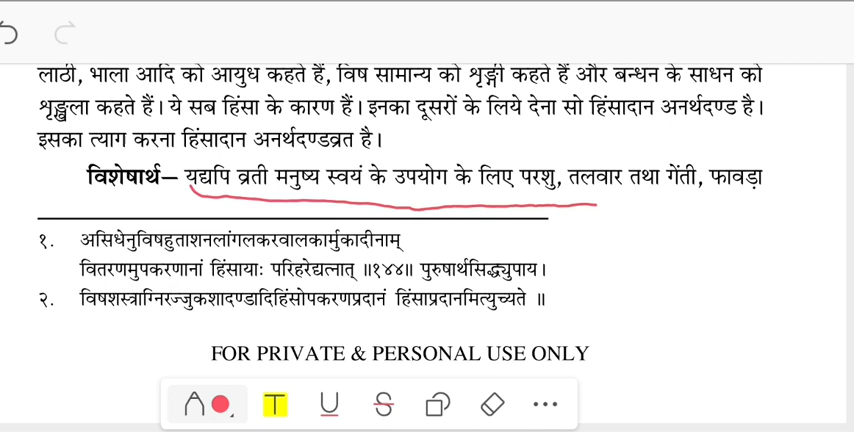 लाठी, भाला आदि को आयुध कहते हैं, विष सामान्य को शृङ्गी कहते हैं और बन्धन के साधन को
शृङ्खला कहते हैं। ये सब हिंसा के कारण हैं। इनका दूसरों के लिये देना सो हिंसादान अनर्थदण्ड है।
इसका त्याग करना हिंसादान अनर्थदण्डव्रत है।
विशेषार्थ— यद्यपि व्रती मनुष्य स्वयं के उपयोग के लिए परशु, तलवार तथा गेंती, फावड़ा
१. असिधेनुविषहुताशनलांगलकरवालकार्मुकादीनाम्
वितरणमुपकरणानां हिंसायाः परिहरेद्यत्नात् ॥१४४॥ पुरुषार्थसिद्ध्युपाय।
२. विषशस्त्राग्निरज्जुकशादण्डादिहिंसोपकरणप्रदानं हिंसाप्रदानमित्युच्यते ॥
FOR PRIVATE & PERSONAL USE ONLY
T U S